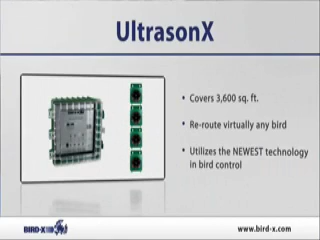 UltrasonX
• Covers 3,600 sq. ft.
• Re-route virtually any bird
• Utilizes the NEWEST technology
in bird control
BIRD-X
www.bird-x.com